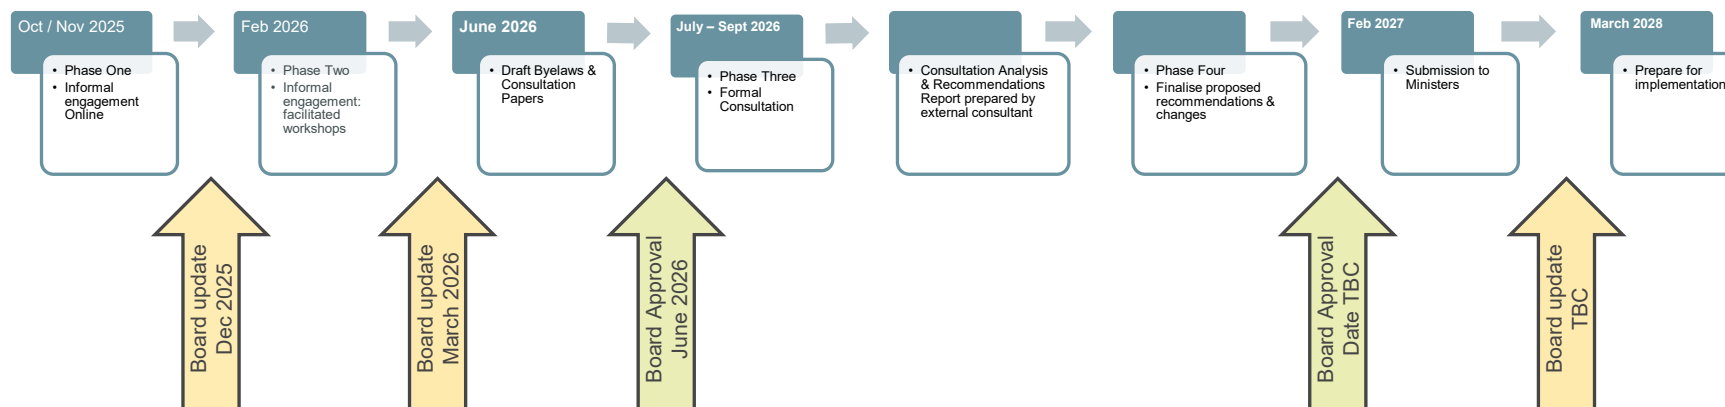 Oct / Nov 2025
• Phase One
• Informal
engagement
Online
Feb 2026
• Phase Two
• Informal
engagement:
facilitated
workshops
June 2026
• Draft Byelaws &
Consultation
Papers
July – Sept 2026
• Phase Three
• Formal
Consultation
• Consultation Analysis
& Recommendations
Report prepared by
external consultant
• Phase Four
• Finalise proposed
recommendations &
changes
Feb 2027
• Submission to
Ministers
March 2028
• Prepare for
implementation
Board update
Dec 2025
Board update
March 2026
Board Approval
June 2026
Board Approval
Date TBC
Board update
TBC